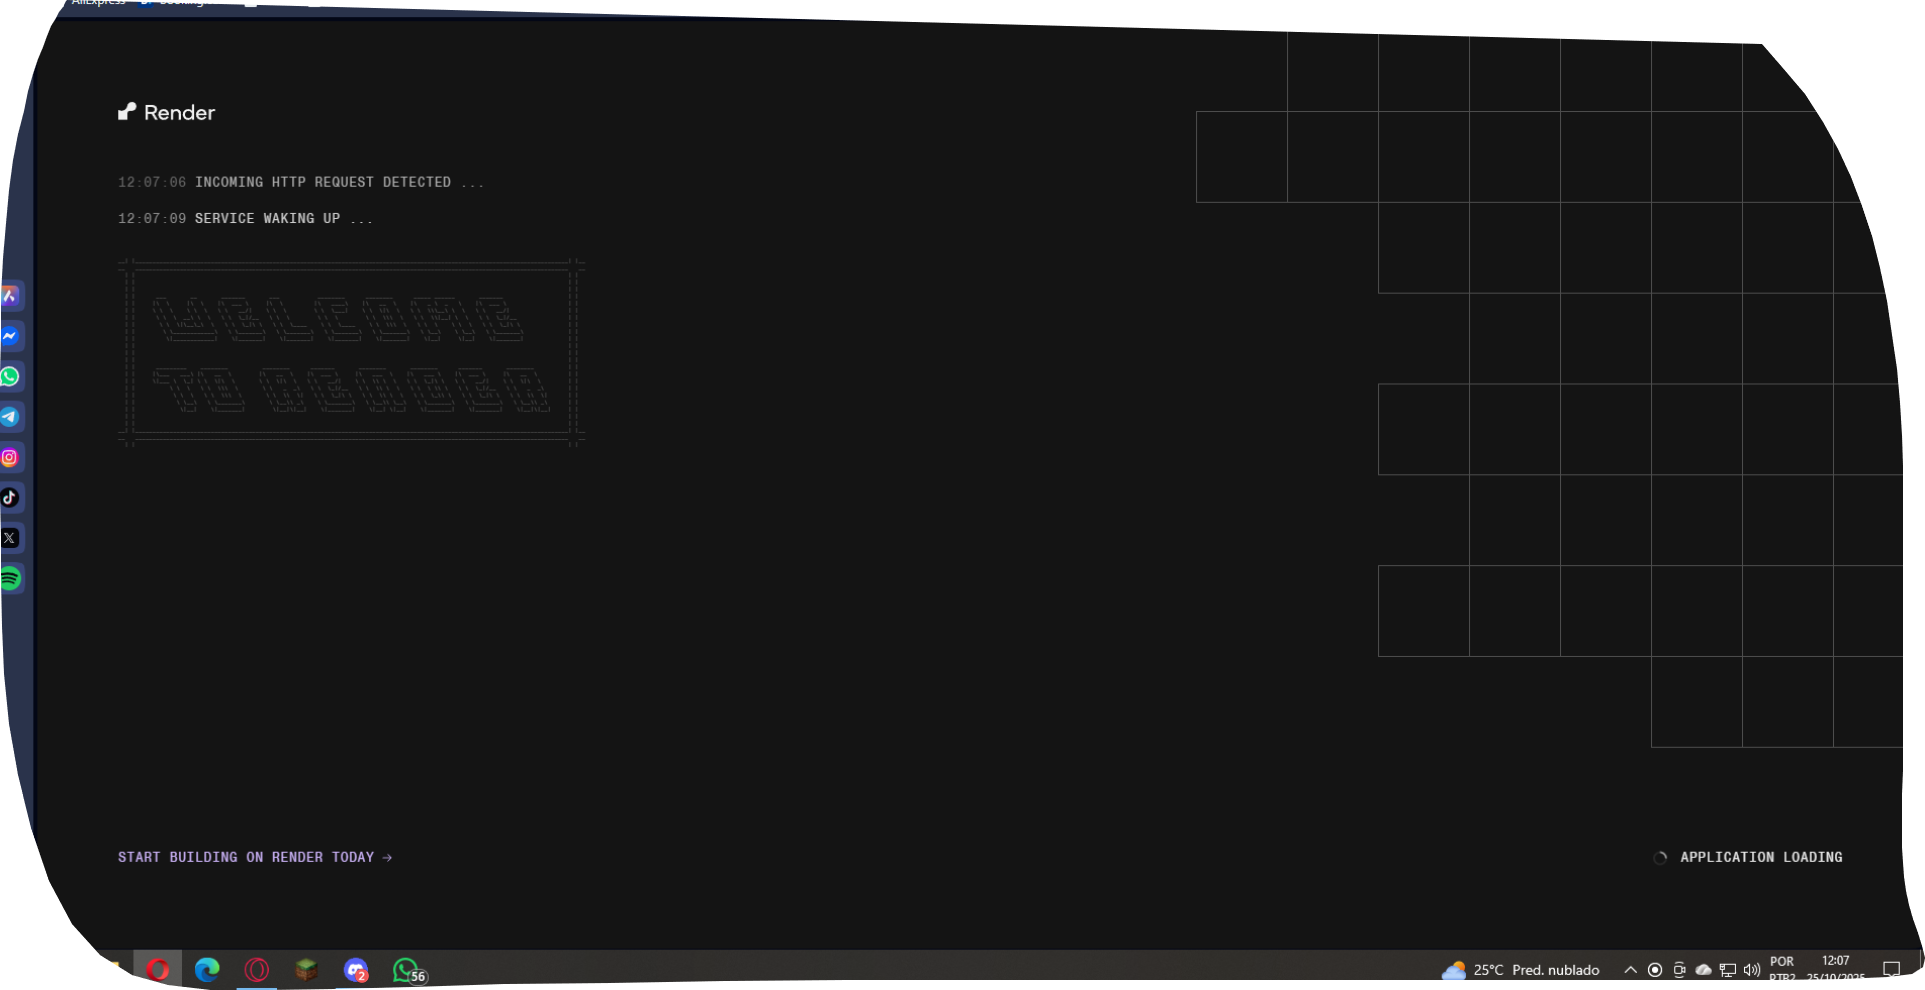 AliExpress
Render
12:07:06 INCOMING HTTP REQUEST DETECTED ...
12:07:09 SERVICE WAKING UP ...
WELCOME
TO RENDER
START BUILDING ON RENDER TODAY →
APPLICATION LOADING
2
56
25°C Pred. nublado
POR
PTB2
12:07
25/10/2025